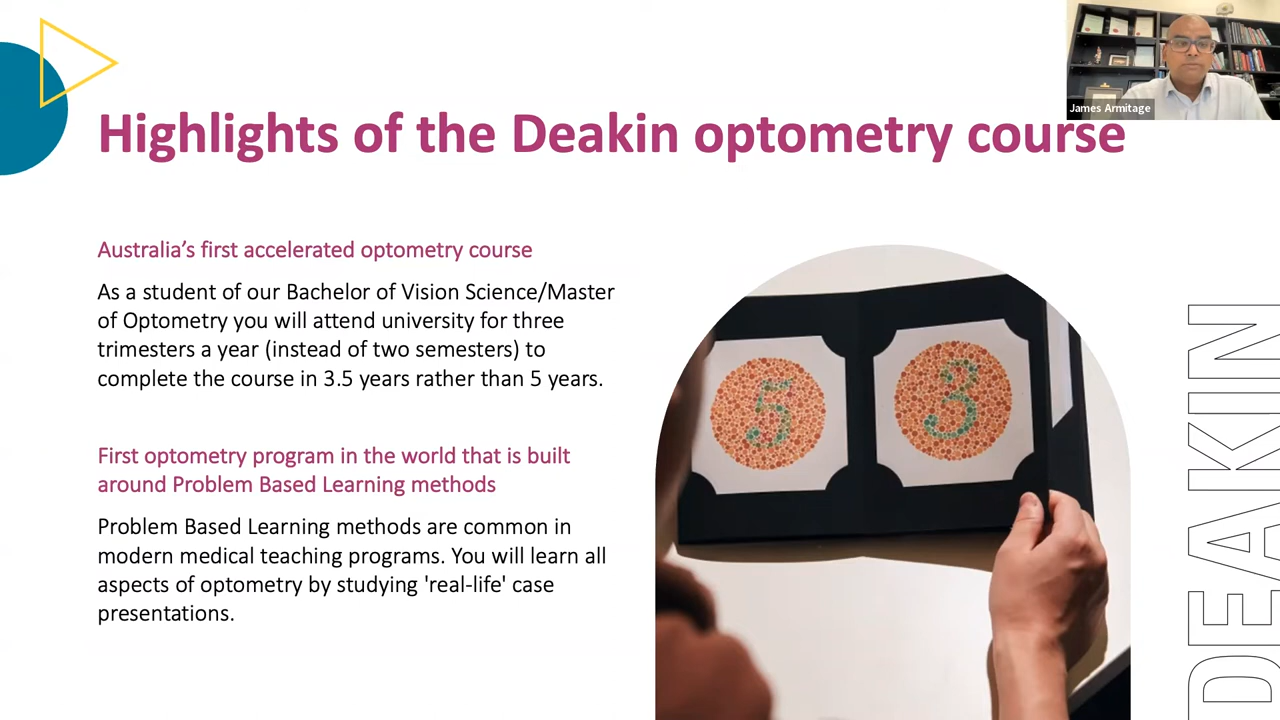 James Armitage
Highlights of the Deakin optometry course
Australia’s first accelerated optometry course
As a student of our Bachelor of Vision Science/Master
of Optometry you will attend university for three
trimesters a year (instead of two semesters) to
complete the course in 3.5 years rather than 5 years.
First optometry program in the world that is built
around Problem Based Learning methods
Problem Based Learning methods are common in
modern medical teaching programs. You will learn all
aspects of optometry by studying 'real-life' case
presentations.
5
3
DEAKIN